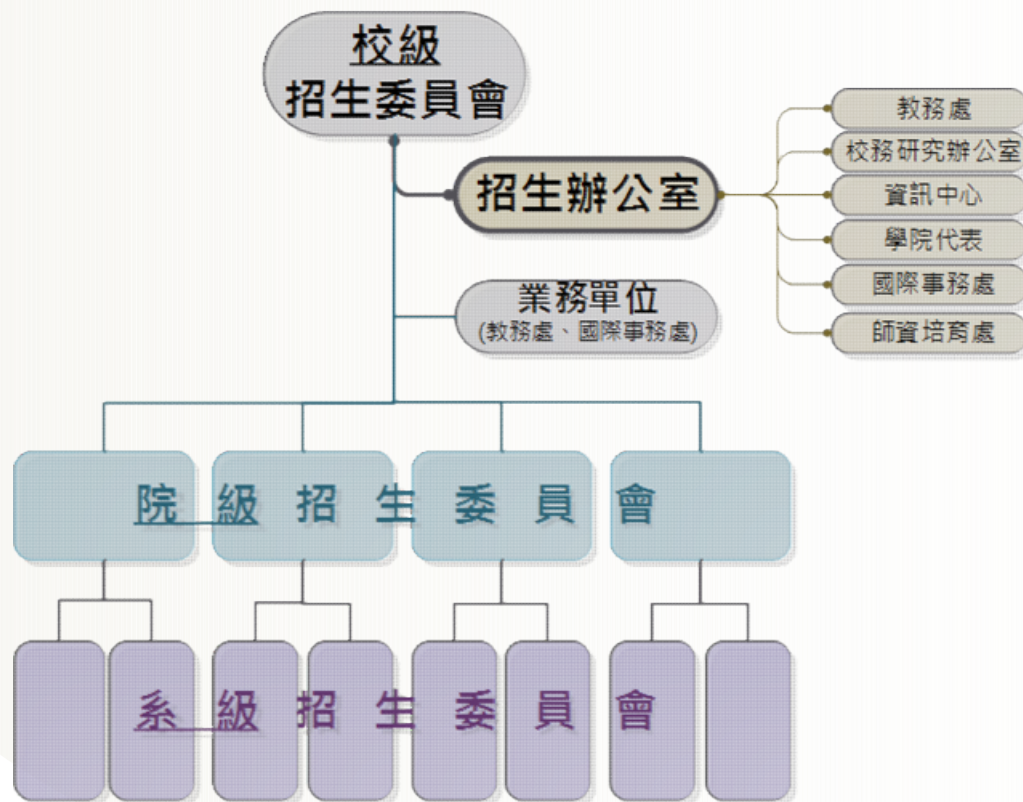 校級
招生委員會
招生辦公室
教務處
校務研究辦公室
資訊中心
學院代表
國際事務處
師資培育處
業務單位
(教務處、國際事務處)
院級招生委員會
系級招生委員會